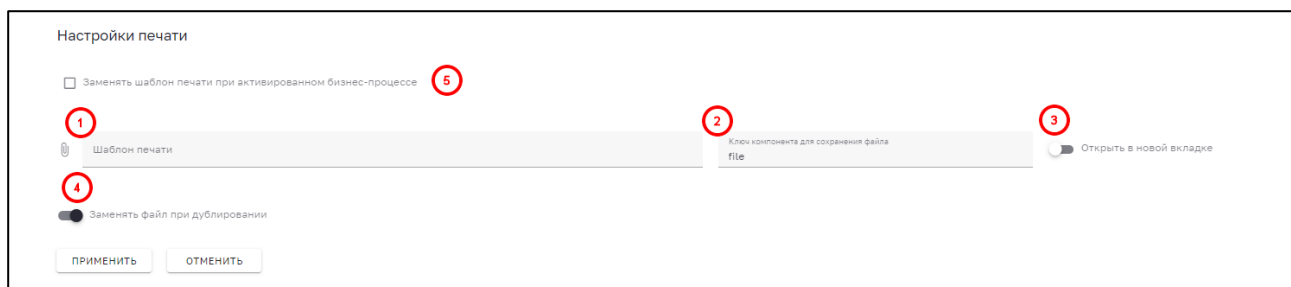 Настройки печати
Заменять шаблон печати при активированном бизнес-процессе 5
1 2 3
Шаблон печати
Ключ компонента для сохранения файла
file
Открыть в новой вкладке
4
Заменять файл при дублировании
ПРИМЕНИТЬ ОТМЕНИТЬ